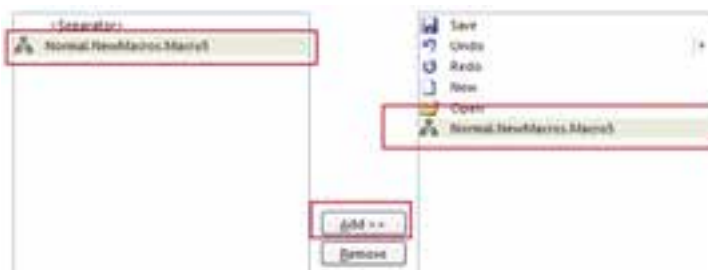 <Separator>
Normal.NewMacros.Macro5
Add >>
Remove
Save
Undo
Redo
New
Open
Normal.NewMacros.Macro5